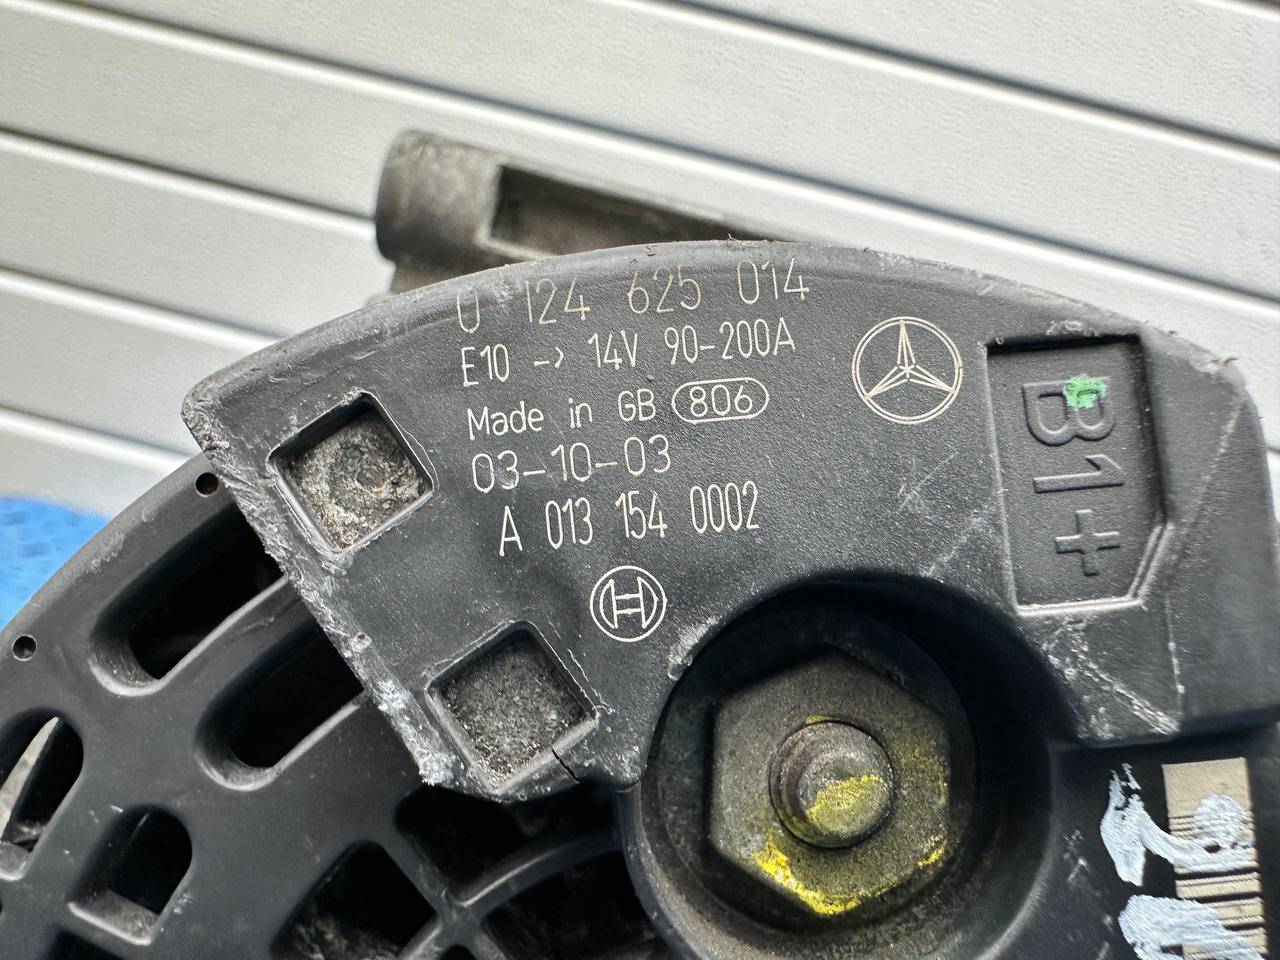 0 124 625 014
E10 -> 14V 90-200A
Made in GB 806
03-10-03
A 013 154 0002
B1+